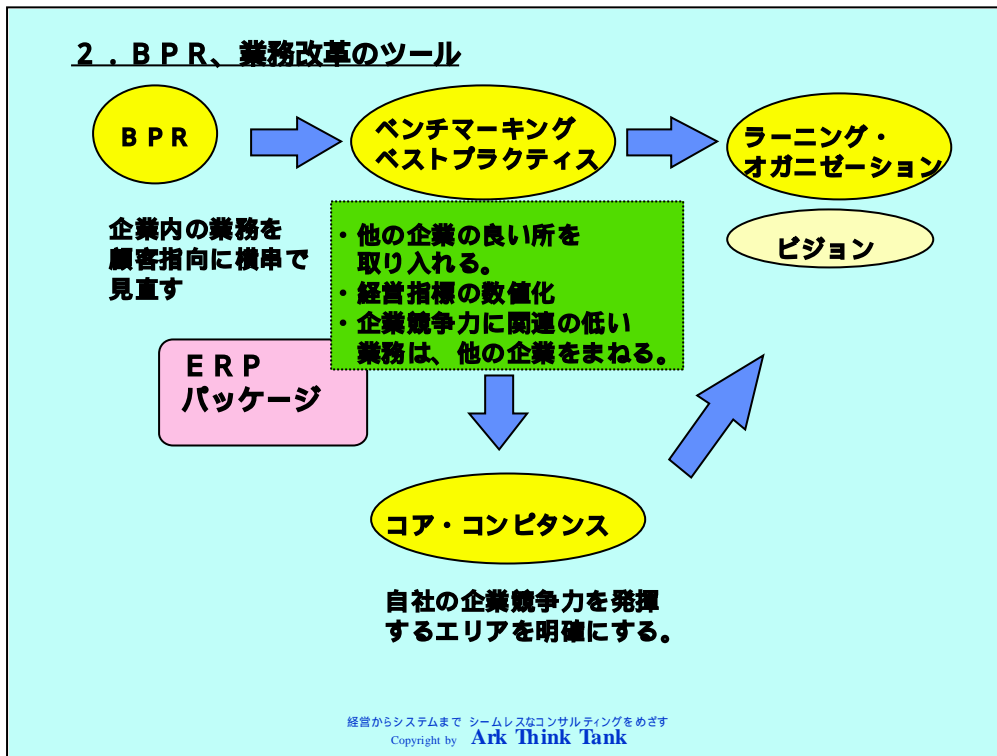 ２．ＢＰＲ、業務改革のツール
ＢＰＲ
ベンチマーキング
ベストプラクティス
ラーニング・
オガニゼーション
ビジョン
企業内の業務を
顧客指向に横串で
見直す
・他の企業の良い所を
取り入れる。
・経営指標の数値化
・企業競争力に関連の低い
業務は、他の企業をまねる。
ＥＲＰ
パッケージ
コア・コンピタンス
自社の企業競争力を発揮
するエリアを明確にする。
経営からシステムまで シームレスなコンサルティングをめざす
Copyright by Ark Think Tank